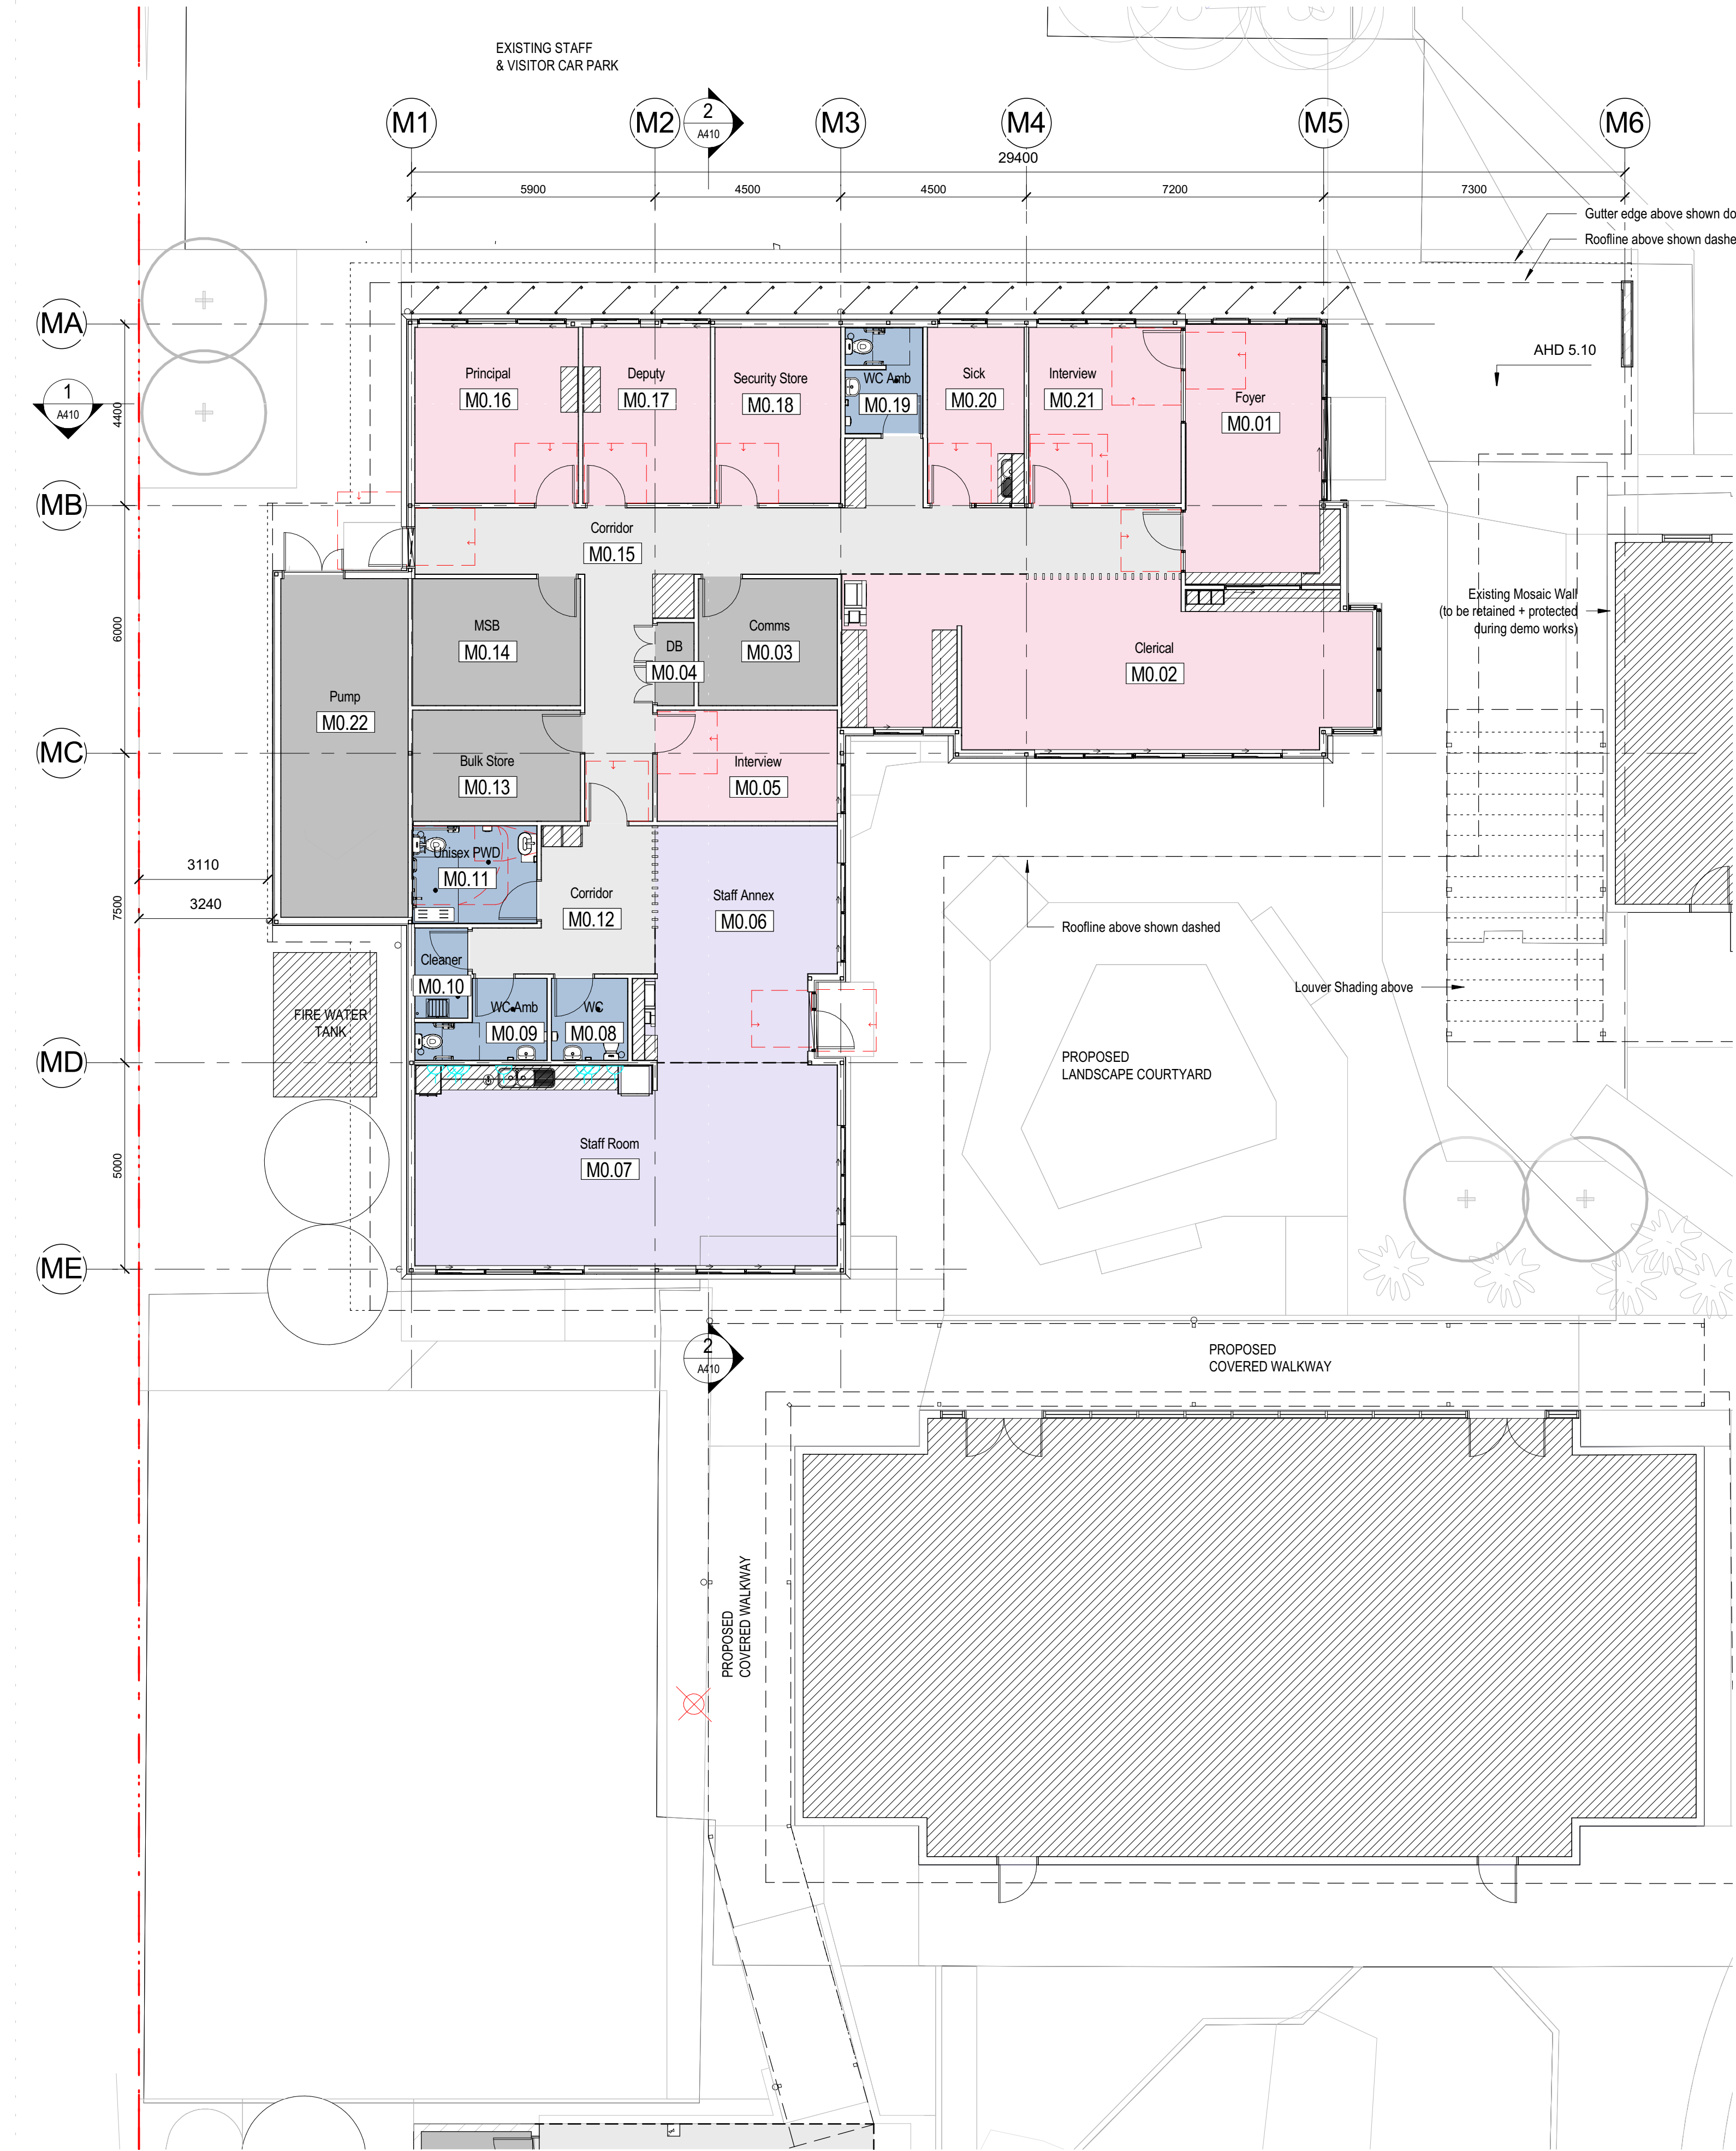 EXISTING STAFF
& VISITOR CAR PARK
M1
M2
2
A410
M3
M4
M5
M6
29400
5900
4500
4500
7200
7300
Gutter edge above shown
Roofline above shown
MA
AHD 5.10
1
A410
4400
Principal
M0.16
Deputy
M0.17
Security Store
M0.18
WC Amb
M0.19
Sick
M0.20
Interview
M0.21
Foyer
M0.01
MB
Corridor
M0.15
6000
MSB
M0.14
DB
M0.04
Comms
M0.03
Clerical
M0.02
Existing Mosaic Wall
(to be retained + protected
during demo works)
Pump
M0.22
MC
Bulk Store
M0.13
Interview
M0.05
3110
3240
7500
Unisex PWD
M0.11
Corridor
M0.12
Staff Annex
M0.06
Roofline above shown dashed
Cleaner
M0.10
WC Amb
M0.09
WC
M0.08
Louver Shading above
FIRE WATER
TANK
MD
PROPOSED
LANDSCAPE COURTYARD
5000
Staff Room
M0.07
ME
2
A410
PROPOSED
COVERED WALKWAY
PROPOSED
COVERED WALKWAY